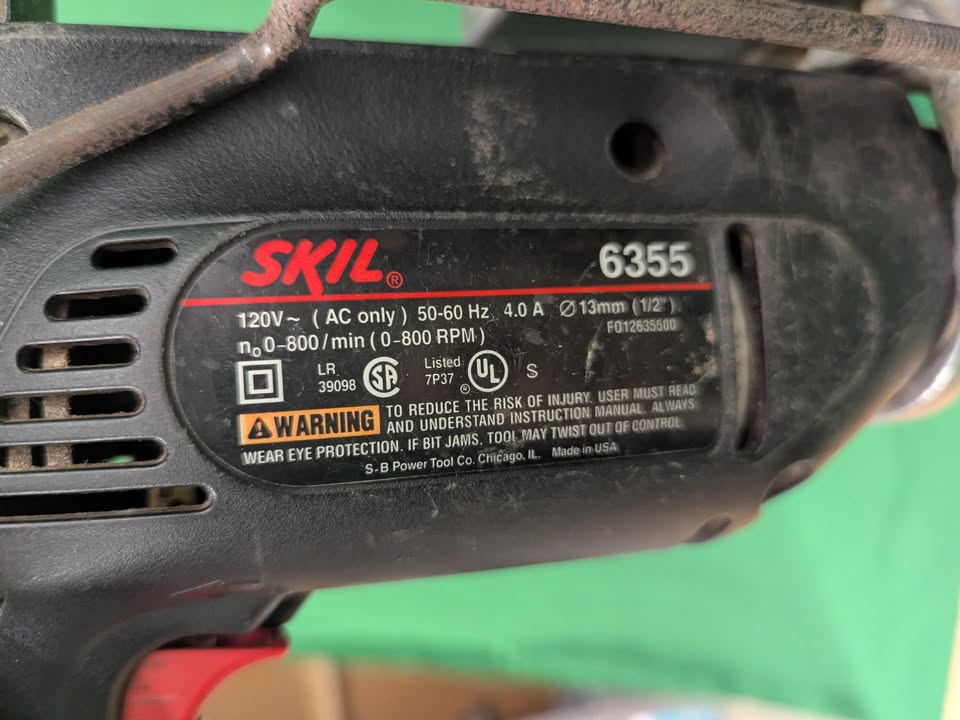 SKIL® 6355
120V~ (AC only) 50-60 Hz 4.0 A Ø13mm (1/2")
F012635500
n₀ 0-800/min (0-800 RPM)
LR Listed
39098 7P37 UL® S
SA
WARNING TO REDUCE THE RISK OF INJURY. USER MUST READ
AND UNDERSTAND INSTRUCTION MANUAL. ALWAYS
WEAR EYE PROTECTION. IF BIT JAMS, TOOL MAY TWIST OUT OF CONTROL.
S-B Power Tool Co. Chicago, IL. Made in USA